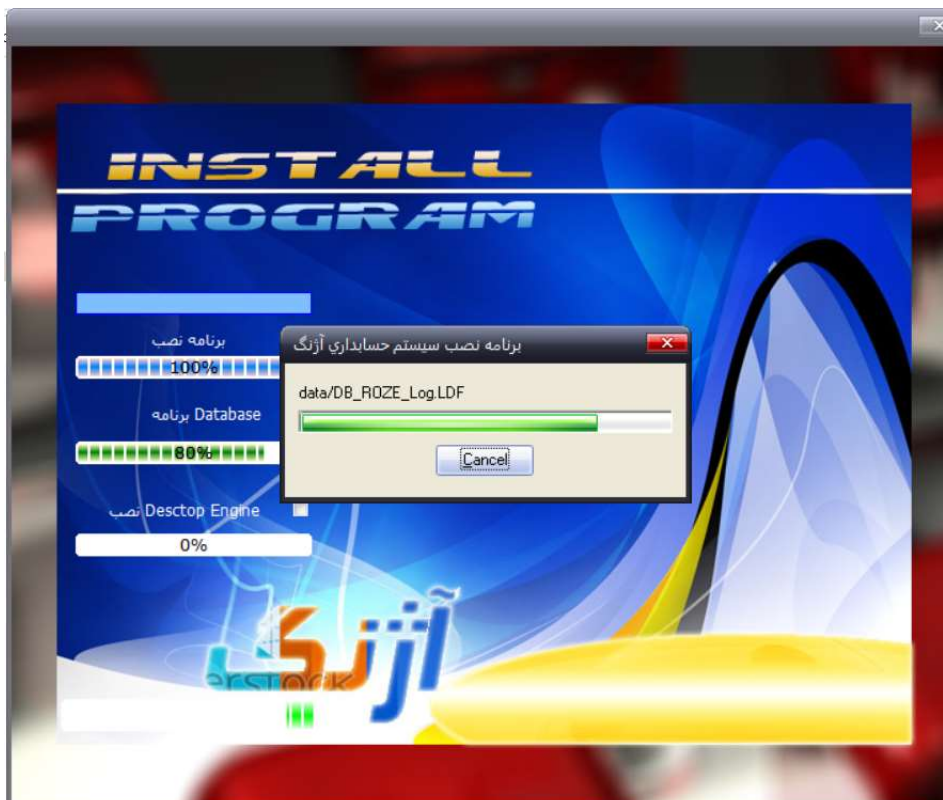 INSTALL
PROGRAM
برنامه نصب
100%
برنامه Database
80%
نصب Desctop Engine
0%
برنامه نصب سيستم حسابداري آژنگ
data/DB_ROZE_Log.LDF
Cancel
آژنگ